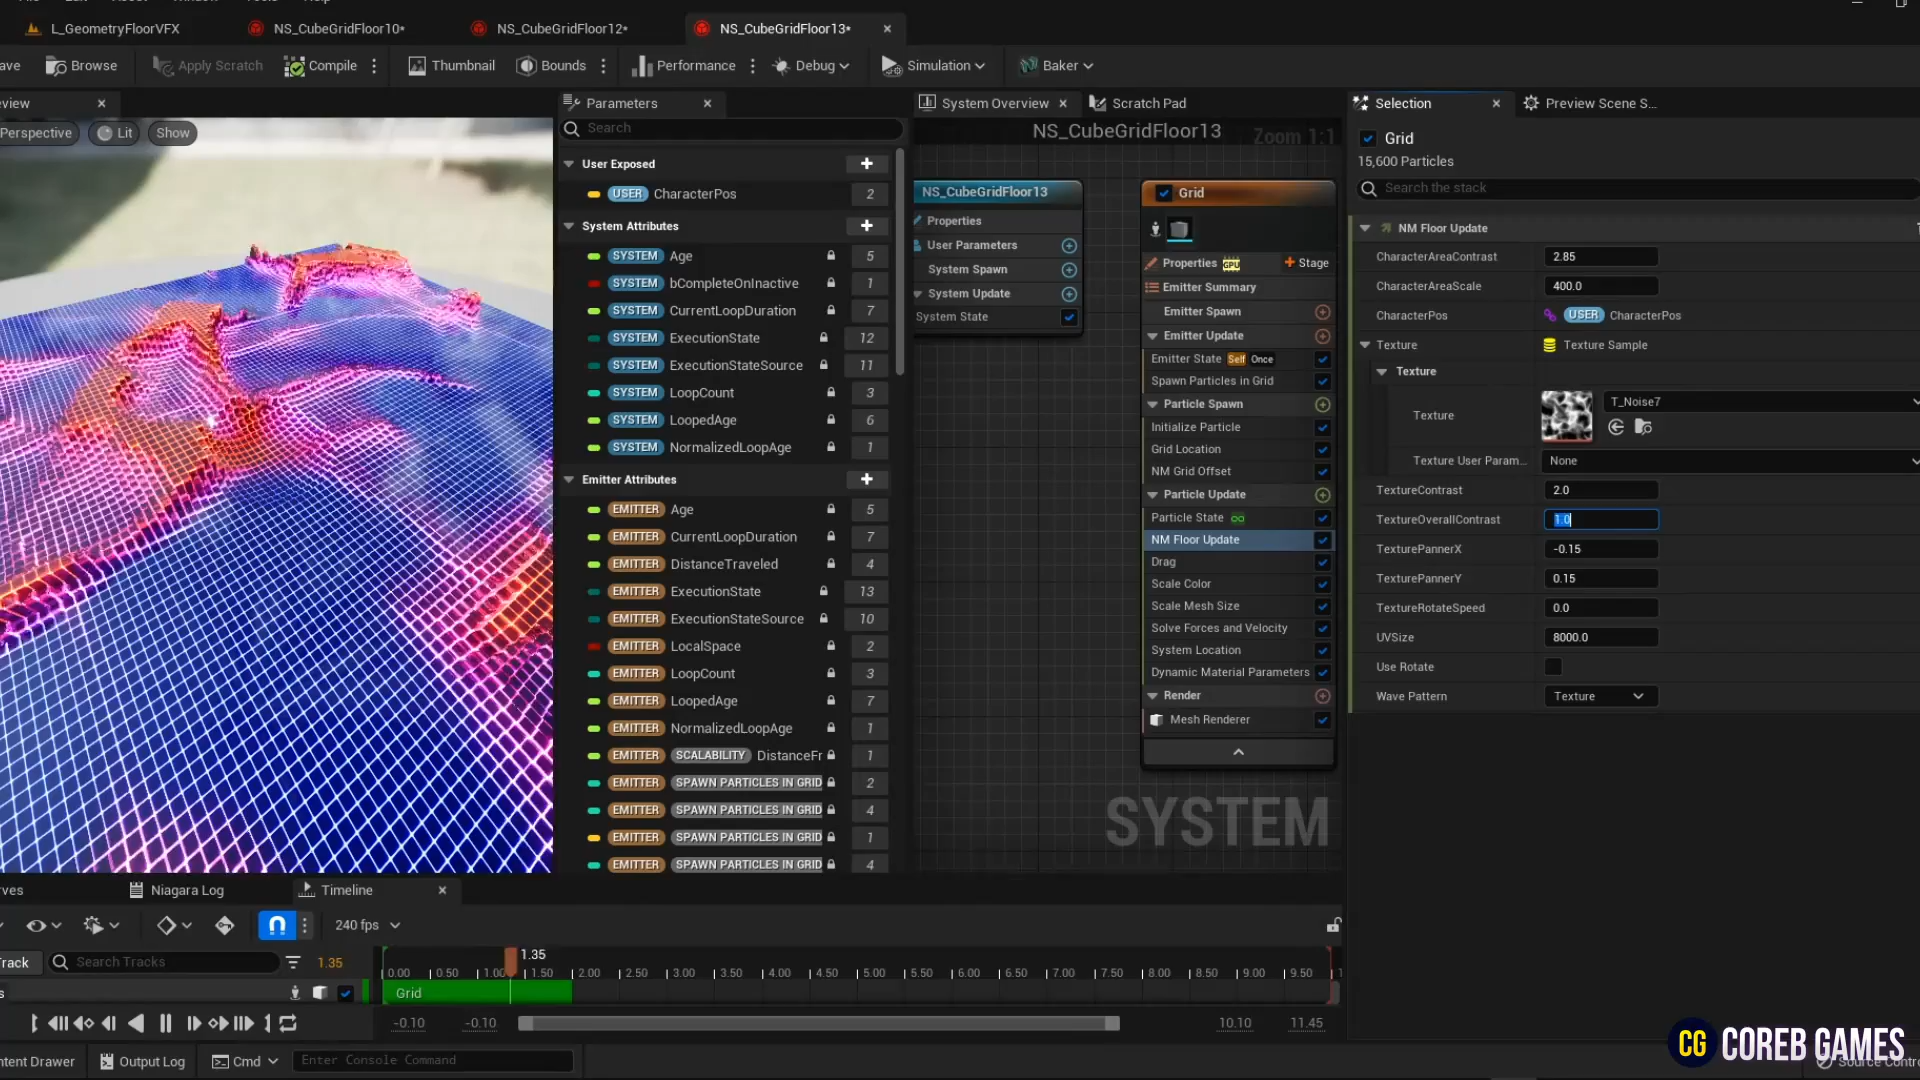 L_GeometryFloorVFX
NS_CubeGridFloor10*
NS_CubeGridFloor12*
NS_CubeGridFloor13*
ave
Browse
Apply Scratch
Compile
Thumbnail
Bounds
Performance
Debug
Simulation
Baker
eview
Parameters
System Overview
Scratch Pad
Selection
Preview Scene S...
Perspective
Lit
Show
Search
User Exposed
USER CharacterPos 2
System Attributes
SYSTEM Age 5
SYSTEM bCompleteOnInactive 1
SYSTEM CurrentLoopDuration 7
SYSTEM ExecutionState 12
SYSTEM ExecutionStateSource 11
SYSTEM LoopCount 3
SYSTEM LoopedAge 6
SYSTEM NormalizedLoopAge 1
Emitter Attributes
EMITTER Age 5
EMITTER CurrentLoopDuration 7
EMITTER DistanceTraveled 4
EMITTER ExecutionState 13
EMITTER ExecutionStateSource 10
EMITTER LocalSpace 2
EMITTER LoopCount 3
EMITTER LoopedAge 7
EMITTER NormalizedLoopAge 1
EMITTER SCALABILITY DistanceFr 1
EMITTER SPAWN PARTICLES IN GRID 2
EMITTER SPAWN PARTICLES IN GRID 4
EMITTER SPAWN PARTICLES IN GRID 1
EMITTER SPAWN PARTICLES IN GRID 4
NS_CubeGridFloor13
Zoom 1:1
NS_CubeGridFloor13
Properties
User Parameters
System Spawn
System Update
System State
Grid
Properties GPU + Stage
Emitter Summary
Emitter Spawn
Emitter Update
Emitter State Self Once
Spawn Particles in Grid
Particle Spawn
Initialize Particle
Grid Location
NM Grid Offset
Particle Update
Particle State
NM Floor Update
Drag
Scale Color
Scale Mesh Size
Solve Forces and Velocity
System Location
Dynamic Material Parameters
Render
Mesh Renderer
SYSTEM
Grid
15,600 Particles
Search the stack
NM Floor Update
CharacterAreaContrast 2.85
CharacterAreaScale 400.0
CharacterPos USER CharacterPos
Texture Texture Sample
Texture
Texture T_Noise7
Texture User Param... None
TextureContrast 2.0
TextureOverallContrast 1.0
TexturePannerX -0.15
TexturePannerY 0.15
TextureRotateSpeed 0.0
UVSize 8000.0
Use Rotate
Wave Pattern Texture
rves
Niagara Log
Timeline
240 fps
rack
Search Tracks
1.35
1.35
0.00 0.50 1.00 1.50 2.00 2.50 3.00 3.50 4.00 4.50 5.00 5.50 6.00 6.50 7.00 7.50 8.00 8.50 9.00 9.50
Grid
-0.10 -0.10 10.10 11.45
ntent Drawer
Output Log
Cmd
Enter Console Command
CG COREB GAMES
Source Contr